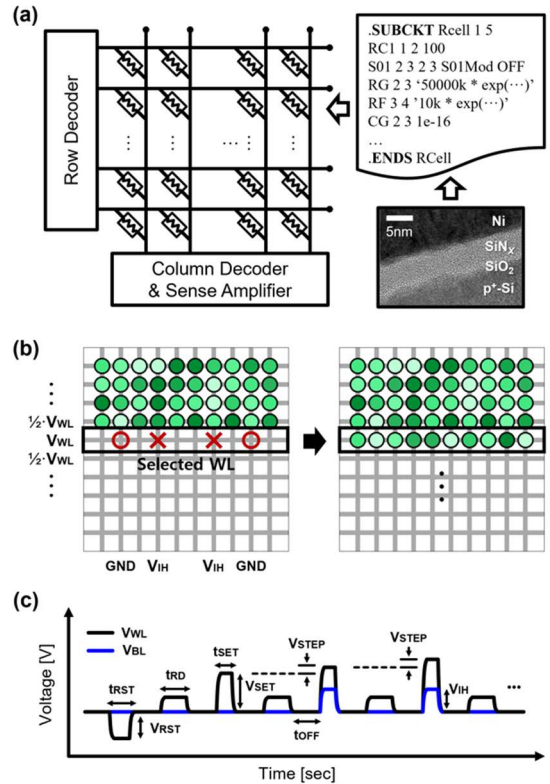 (a)
Row Decoder
Column Decoder
& Sense Amplifier
.SUBCKT Rcell 1 5
RC1 1 2 100
S01 2 3 2 3 S01Mod OFF
RG 2 3 ‘50000k * exp(⋯)’
RF 3 4 ’10k * exp(⋯)’
CG 2 3 1e-16
…
.ENDS RCell
5nm
Ni
SiNX
SiO2
p+-Si
(b)
½·VWL
VWL
½·VWL
Selected WL
GND VIH VIH GND
(c)
Voltage [V]
VWL
VBL
tRST
VRST
tRD
tSET
VSET
tOFF
VSTEP
VSTEP
VIH
...
Time [sec]